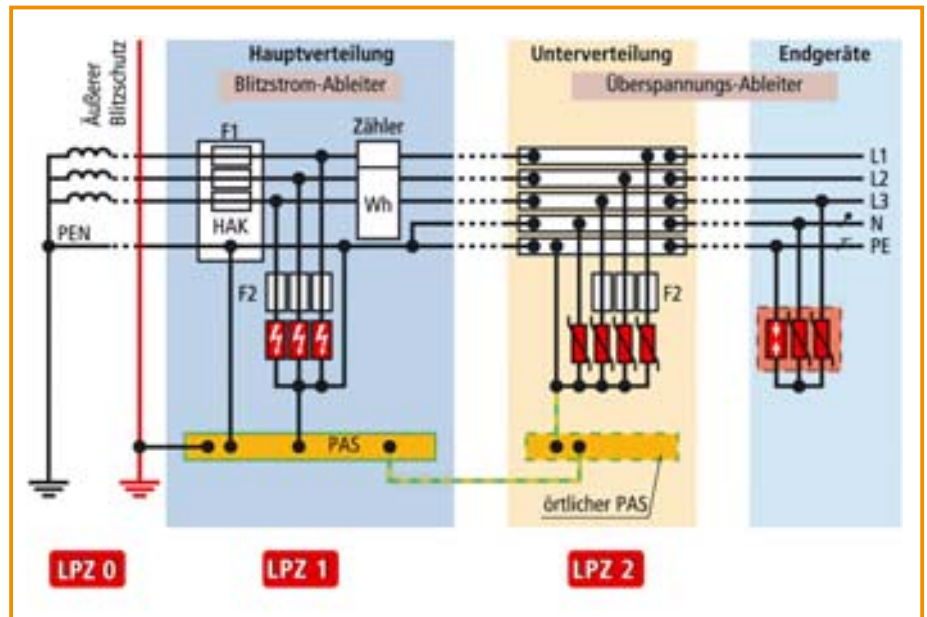 Äußerer
Blitzschutz
Hauptverteilung
Blitzstrom-Ableiter
Unterverteilung
Endgeräte
Überspannungs-Ableiter
F1
Zähler
HAK
Wh
PEN
L1
L2
L3
N
PE
F2
F2
PAS
örtlicher PAS
LPZ 0
LPZ 1
LPZ 2